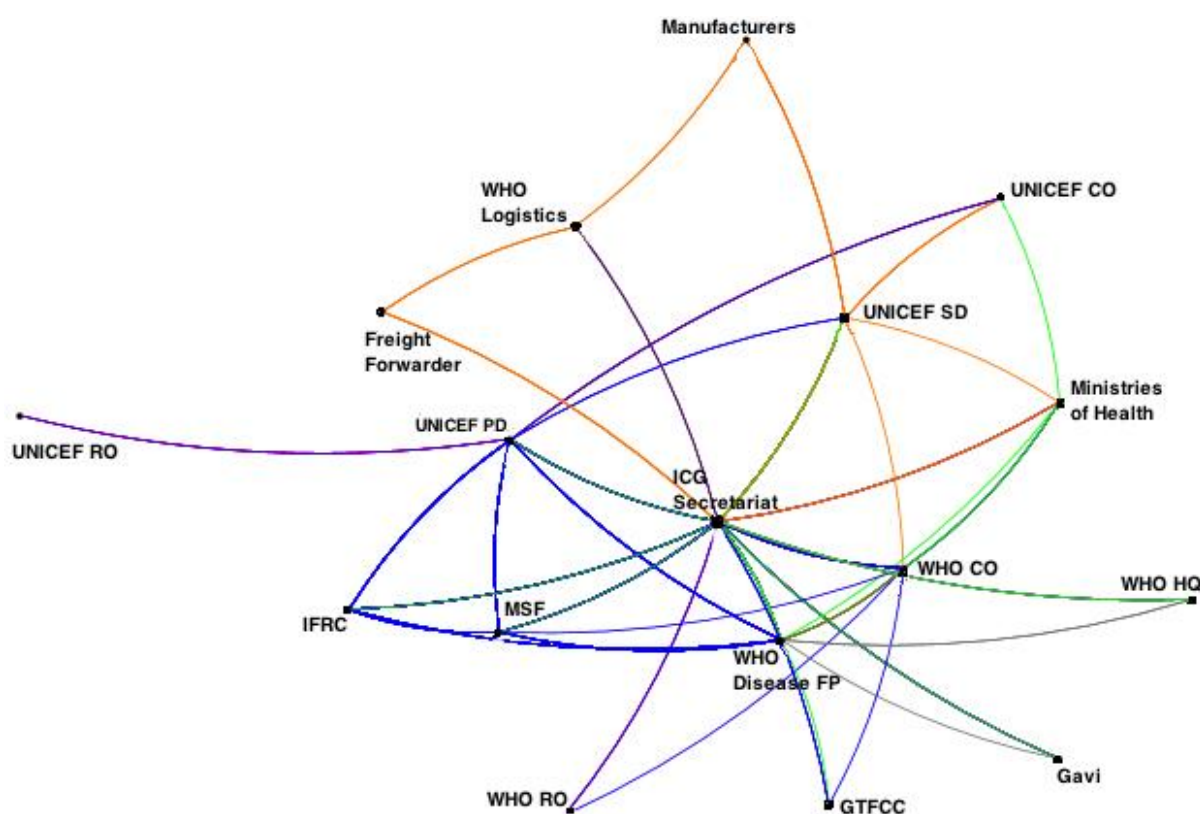 Manufacturers
WHO
Logistics
UNICEF CO
UNICEF SD
Freight
Forwarder
Ministries
of Health
UNICEF PD
UNICEF RO
ICG
Secretariat
WHO CO
WHO HQ
MSF
IFRC
WHO
Disease FP
Gavi
WHO RO
GTFCC